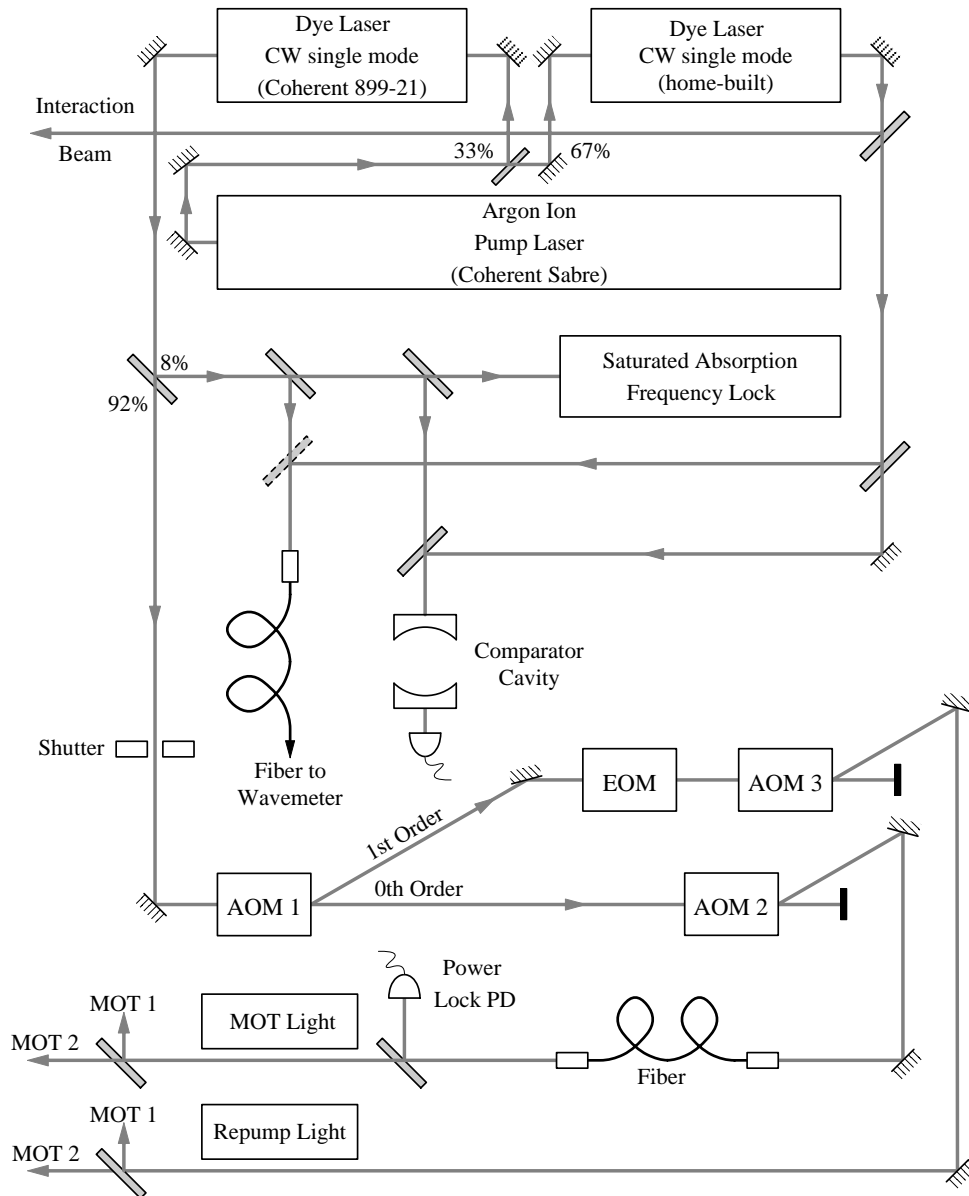 Dye Laser
CW single mode
(Coherent 899-21)
Dye Laser
CW single mode
(home-built)
Interaction
Beam
33%
67%
Argon Ion
Pump Laser
(Coherent Sabre)
8%
92%
Saturated Absorption
Frequency Lock
Comparator
Cavity
Shutter
Fiber to
Wavemeter
EOM
AOM 3
1st Order
0th Order
AOM 1
AOM 2
Power
Lock PD
MOT 1
MOT Light
MOT 2
Fiber
MOT 1
Repump Light
MOT 2